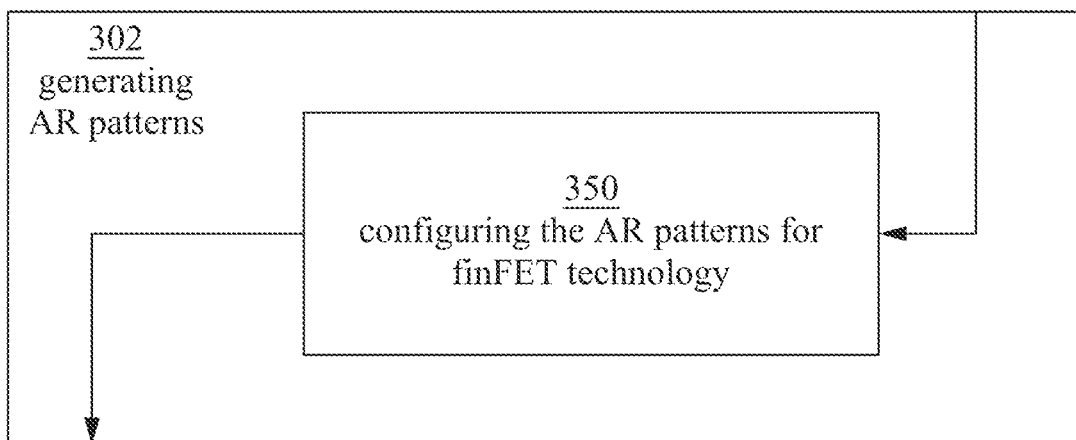 302
generating
AR patterns
350
configuring the AR patterns for
finFET technology